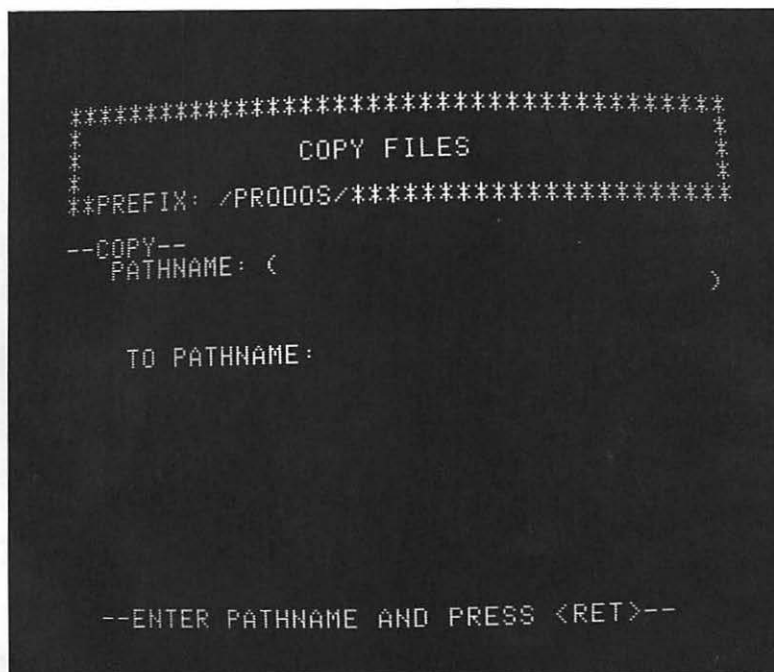 ********************************************
*
*
COPY FILES
*
*
*
*
**PREFIX: /PRODOS/**************************
--COPY--
PATHNAME: (
)
TO PATHNAME:
--ENTER PATHNAME AND PRESS <RET>--